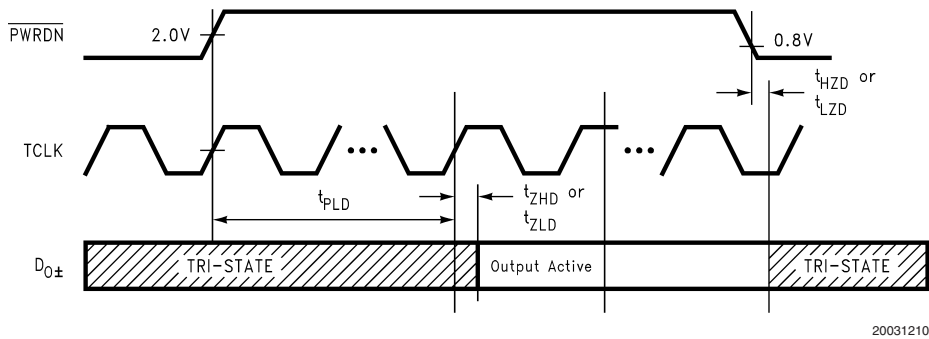 PWRDN
2.0V
0.8V
tHZD or
tLZD
TCLK
•••
•••
tPLD
tZHD or
tZLD
DO±
TRI-STATE
Output Active
TRI-STATE
20031210